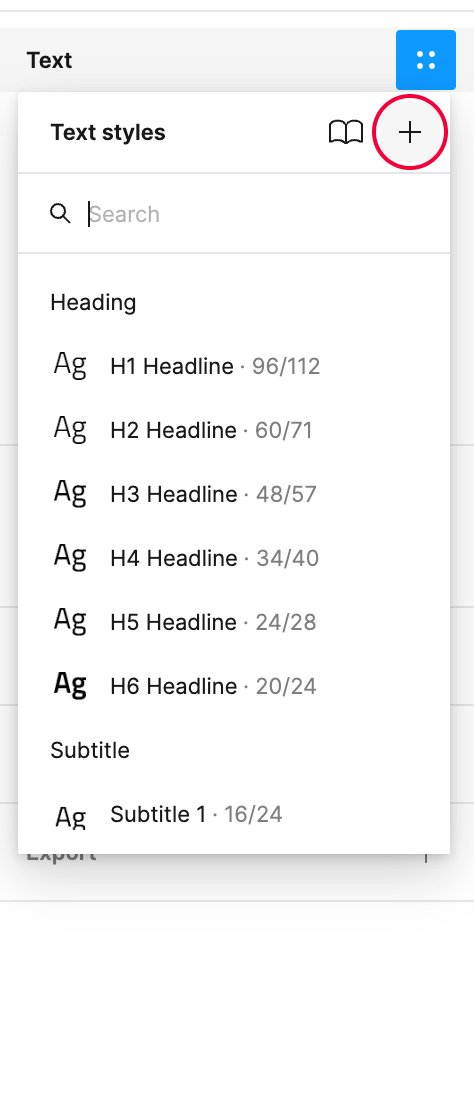 Text
Text styles
Search
Heading
Ag H1 Headline · 96/112
Ag H2 Headline · 60/71
Ag H3 Headline · 48/57
Ag H4 Headline · 34/40
Ag H5 Headline · 24/28
Ag H6 Headline · 20/24
Subtitle
Ag Subtitle 1 · 16/24
Export